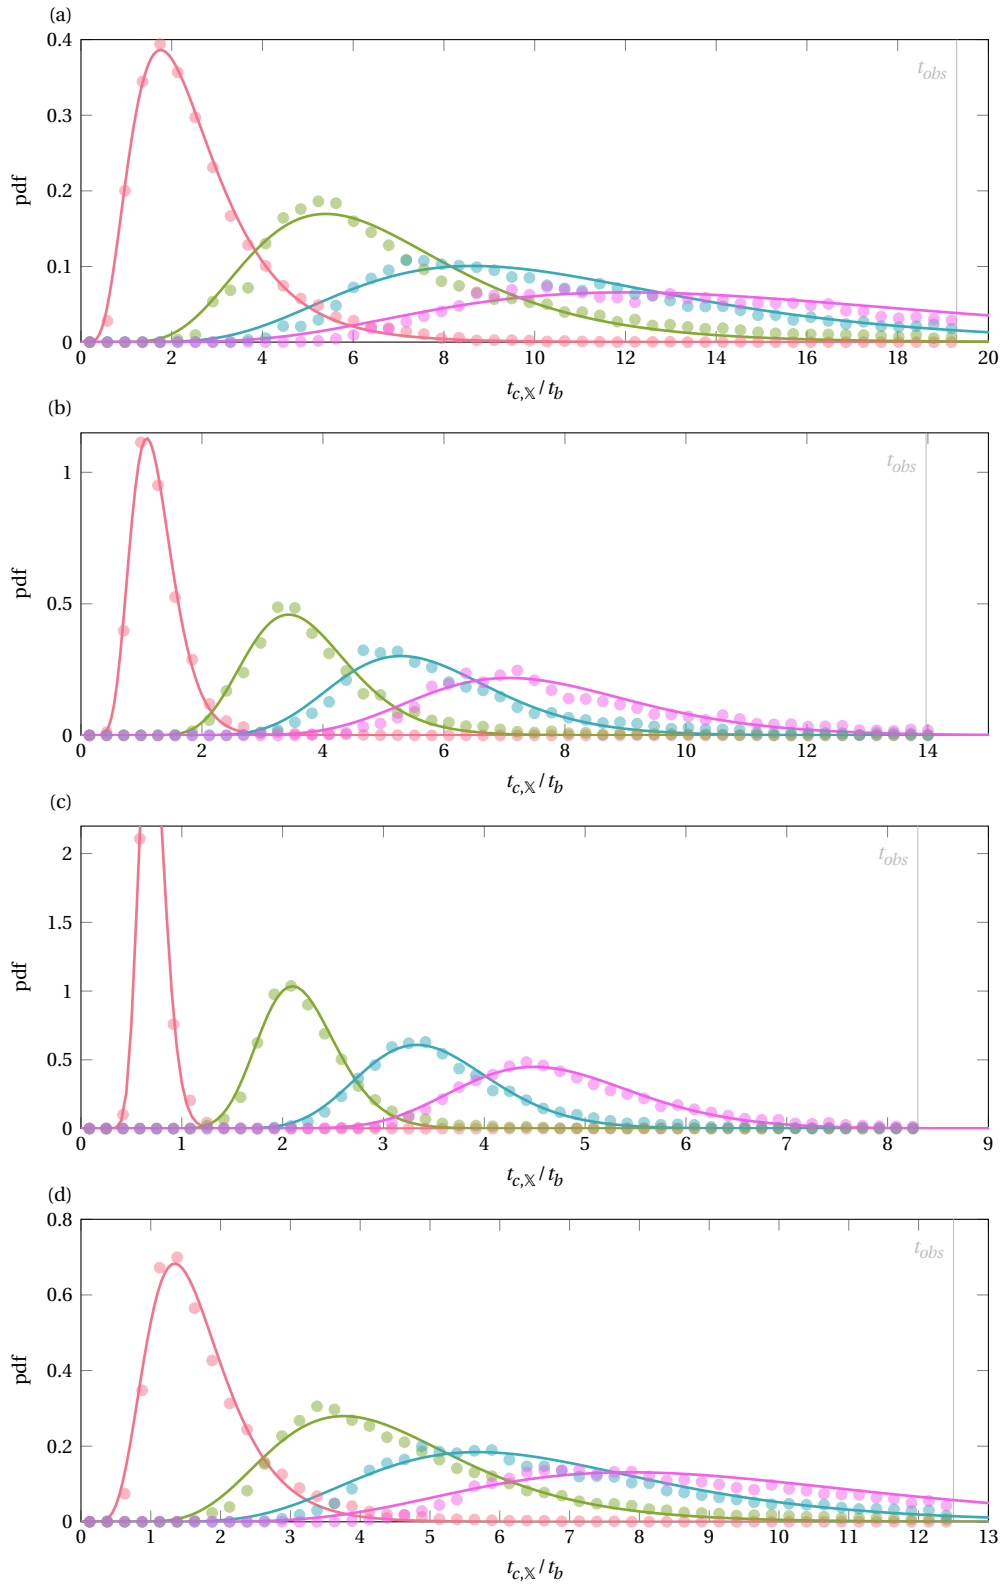 (a)
0.4
0.3
0.2
0.1
0
pdf
t_obs
0 2 4 6 8 10 12 14 16 18 20
t_{c,𝕏}/t_b
(b)
1
0.5
0
pdf
t_obs
0 2 4 6 8 10 12 14
t_{c,𝕏}/t_b
(c)
2
1.5
1
0.5
0
pdf
t_obs
0 1 2 3 4 5 6 7 8 9
t_{c,𝕏}/t_b
(d)
0.8
0.6
0.4
0.2
0
pdf
t_obs
0 1 2 3 4 5 6 7 8 9 10 11 12 13
t_{c,𝕏}/t_b